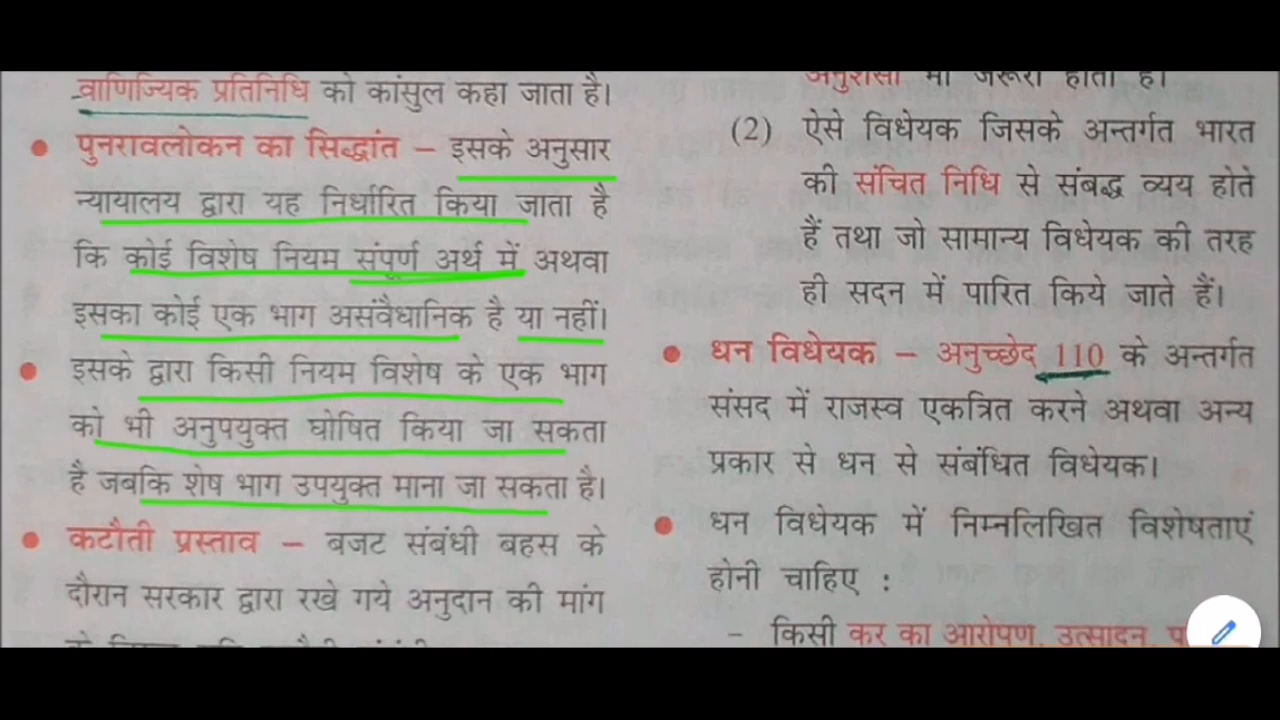 वाणिज्यिक प्रतिनिधि को कांसुल कहा जाता है।
पुनरावलोकन का सिद्धांत – इसके अनुसार
न्यायालय द्वारा यह निर्धारित किया जाता है
कि कोई विशेष नियम संपूर्ण अर्थ में अथवा
इसका कोई एक भाग असंवैधानिक है या नहीं।
इसके द्वारा किसी नियम विशेष के एक भाग
को भी अनुपयुक्त घोषित किया जा सकता
है जबकि शेष भाग उपयुक्त माना जा सकता है।
कटौती प्रस्ताव – बजट संबंधी बहस के
दौरान सरकार द्वारा रखे गये अनुदान की मांग
(2) ऐसे विधेयक जिसके अन्तर्गत भारत
की संचित निधि से संबद्ध व्यय होते
हैं तथा जो सामान्य विधेयक की तरह
ही सदन में पारित किये जाते हैं।
धन विधेयक – अनुच्छेद 110 के अन्तर्गत
संसद में राजस्व एकत्रित करने अथवा अन्य
प्रकार से धन से संबंधित विधेयक।
धन विधेयक में निम्नलिखित विशेषताएं
होनी चाहिए :
- किसी कर का आरोपण, उत्सादन,